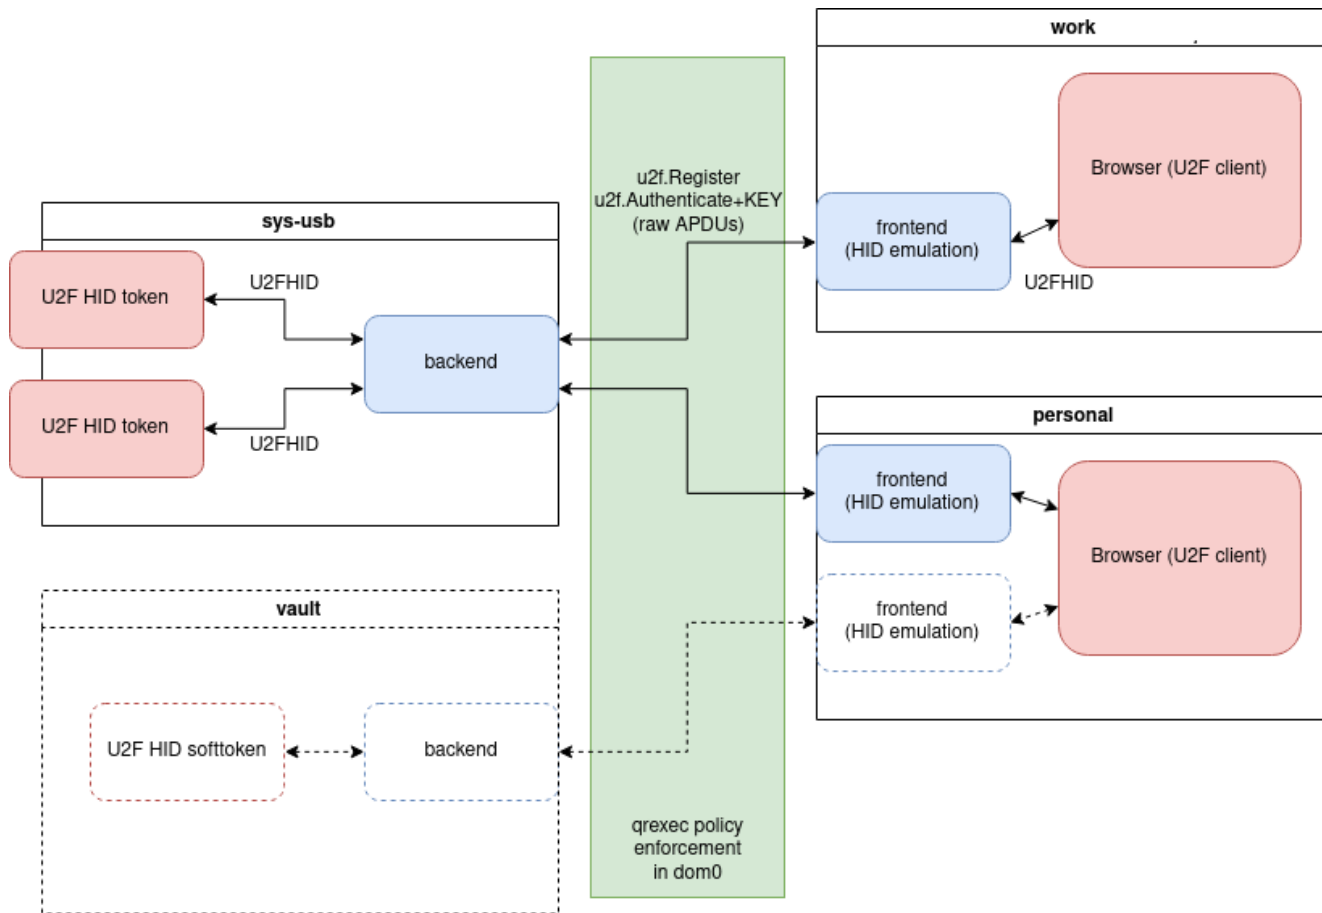 work
Browser (U2F client)
u2f.Register
u2f.Authenticate+KEY
(raw APDUs)
frontend
(HID emulation)
U2FHID
sys-usb
U2F HID token
U2FHID
backend
U2F HID token
U2FHID
personal
frontend
(HID emulation)
Browser (U2F client)
frontend
(HID emulation)
vault
U2F HID softtoken
backend
qrexec policy
enforcement
in dom0